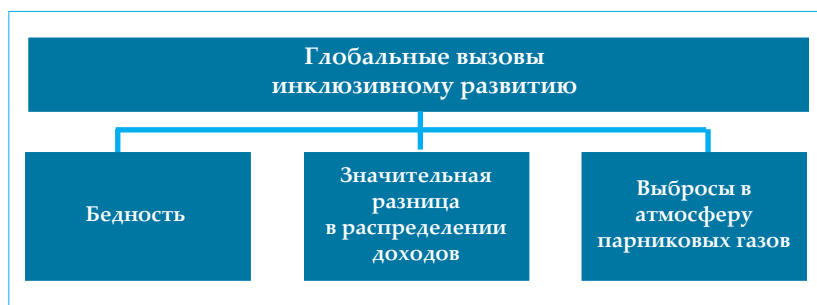 Глобальные вызовы
инклюзивному развитию
Бедность
Значительная
разница
в распределении
доходов
Выбросы в
атмосферу
парниковых газов